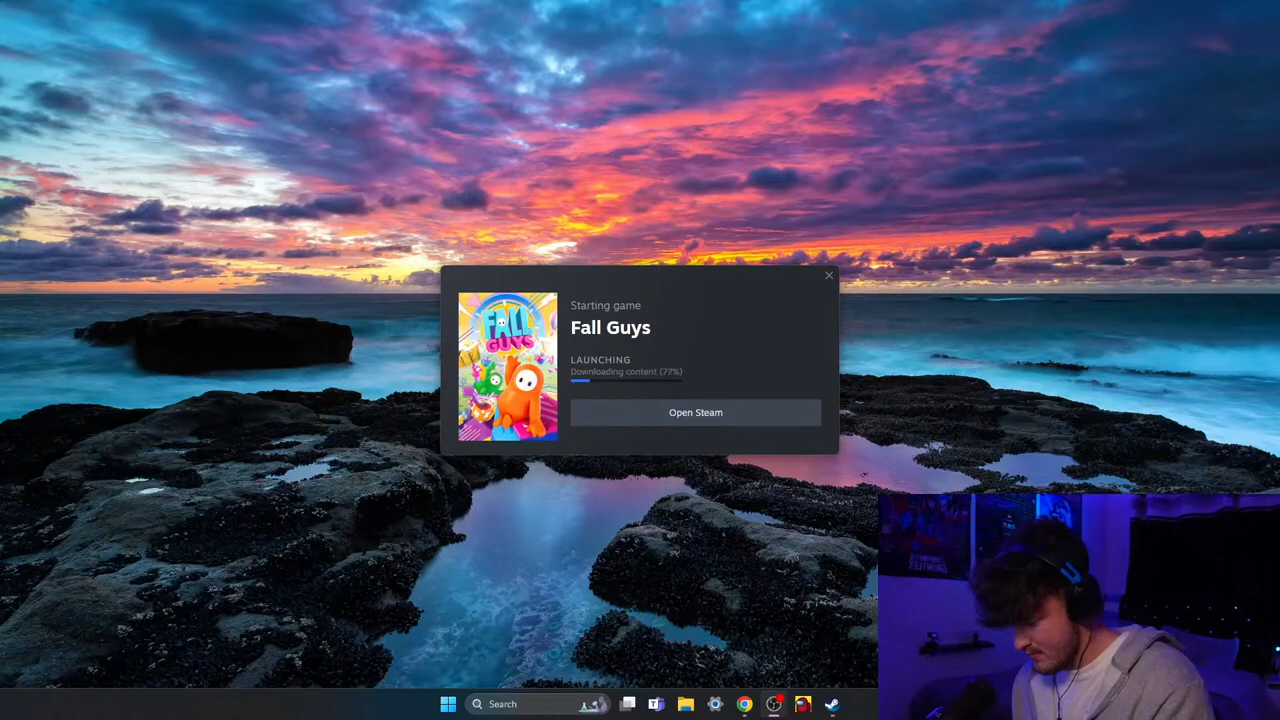 Starting game
Fall Guys
FALL
GUYS
LAUNCHING
Downloading content (77%)
Open Steam
Search